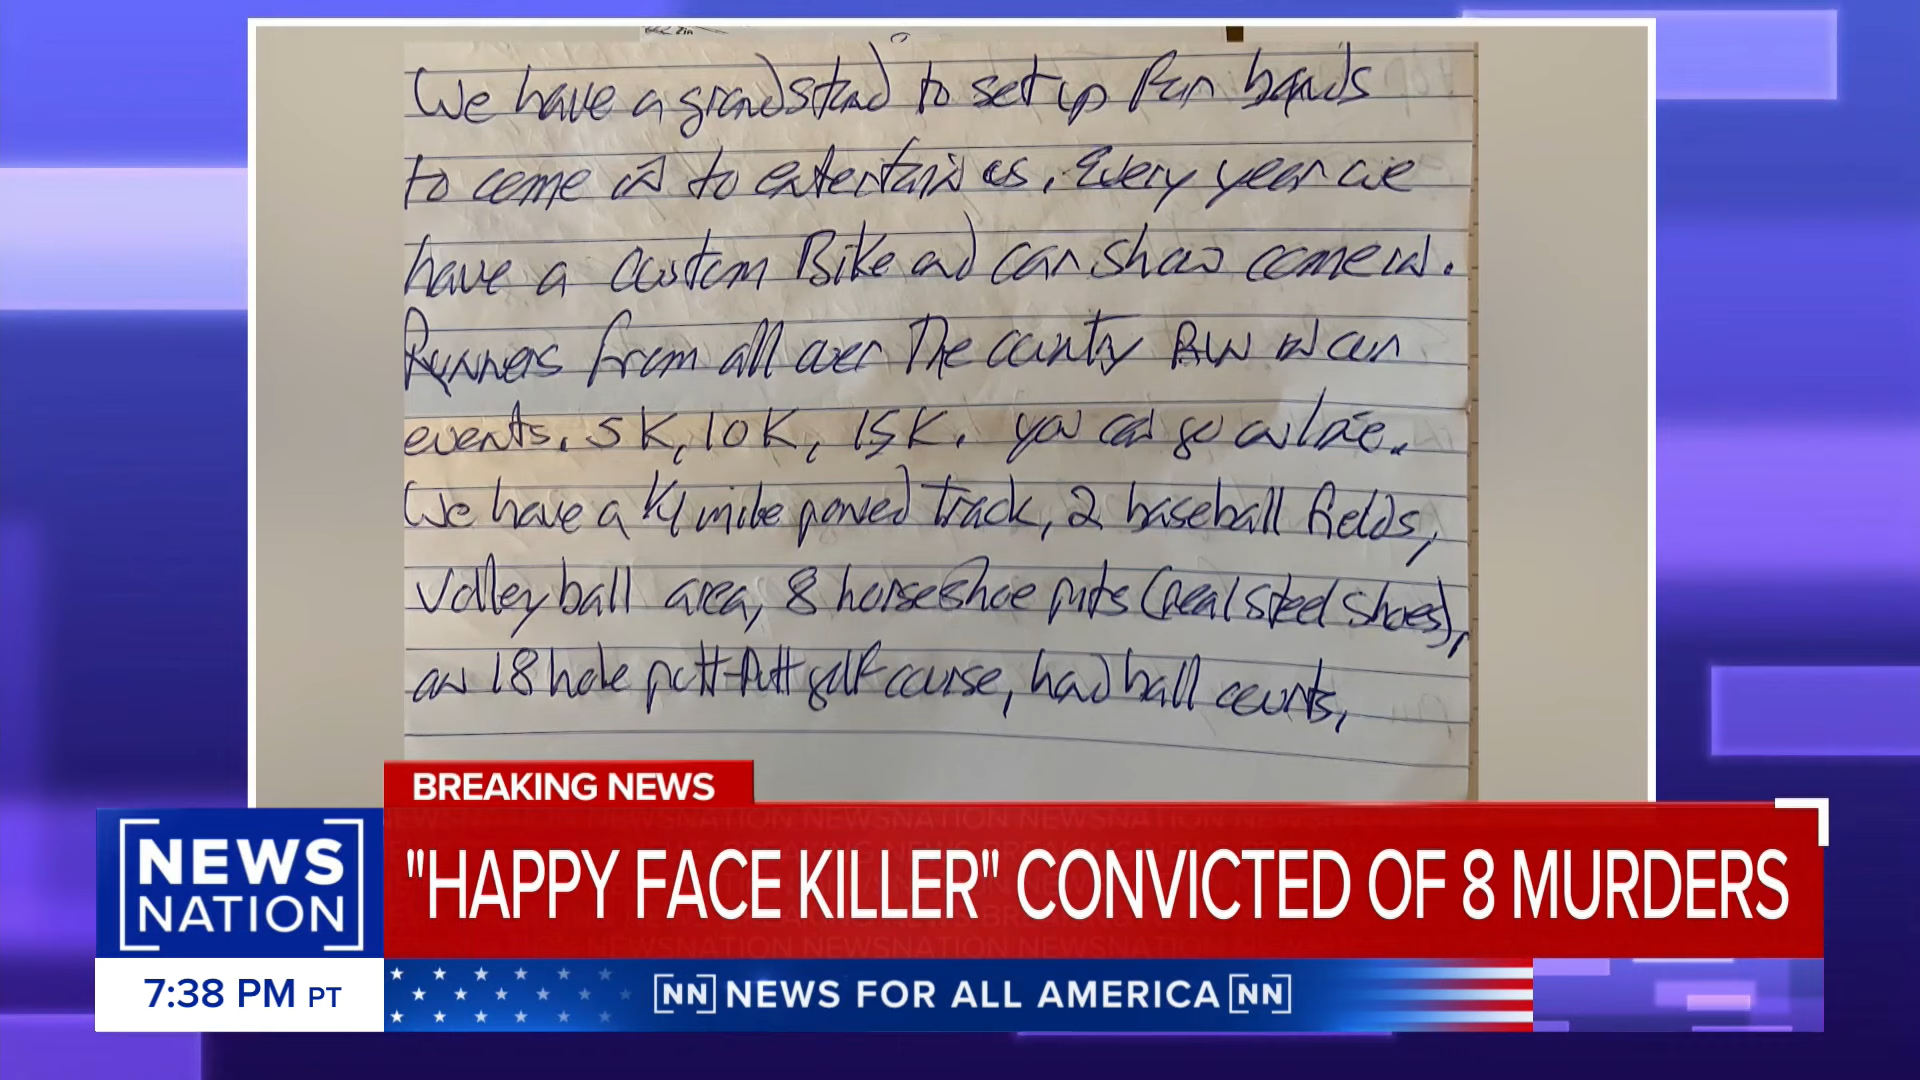 We have a grandstand to set up for bands
to come in to entertain us. Every year we
have a custom Bike and car show come in.
Runners from all over The county RUN in our
events. 5K, 10K, 15K. you can go on line.
We have a 1/4 mile paved track, 2 baseball fields,
Volleyball area, 8 horseshoe pits (real steel shoes),
an 18 hole putt-putt golf course, hand ball courts,
BREAKING NEWS
NEWS
NATION
"HAPPY FACE KILLER" CONVICTED OF 8 MURDERS
7:38 PM PT
NN NEWS FOR ALL AMERICA NN